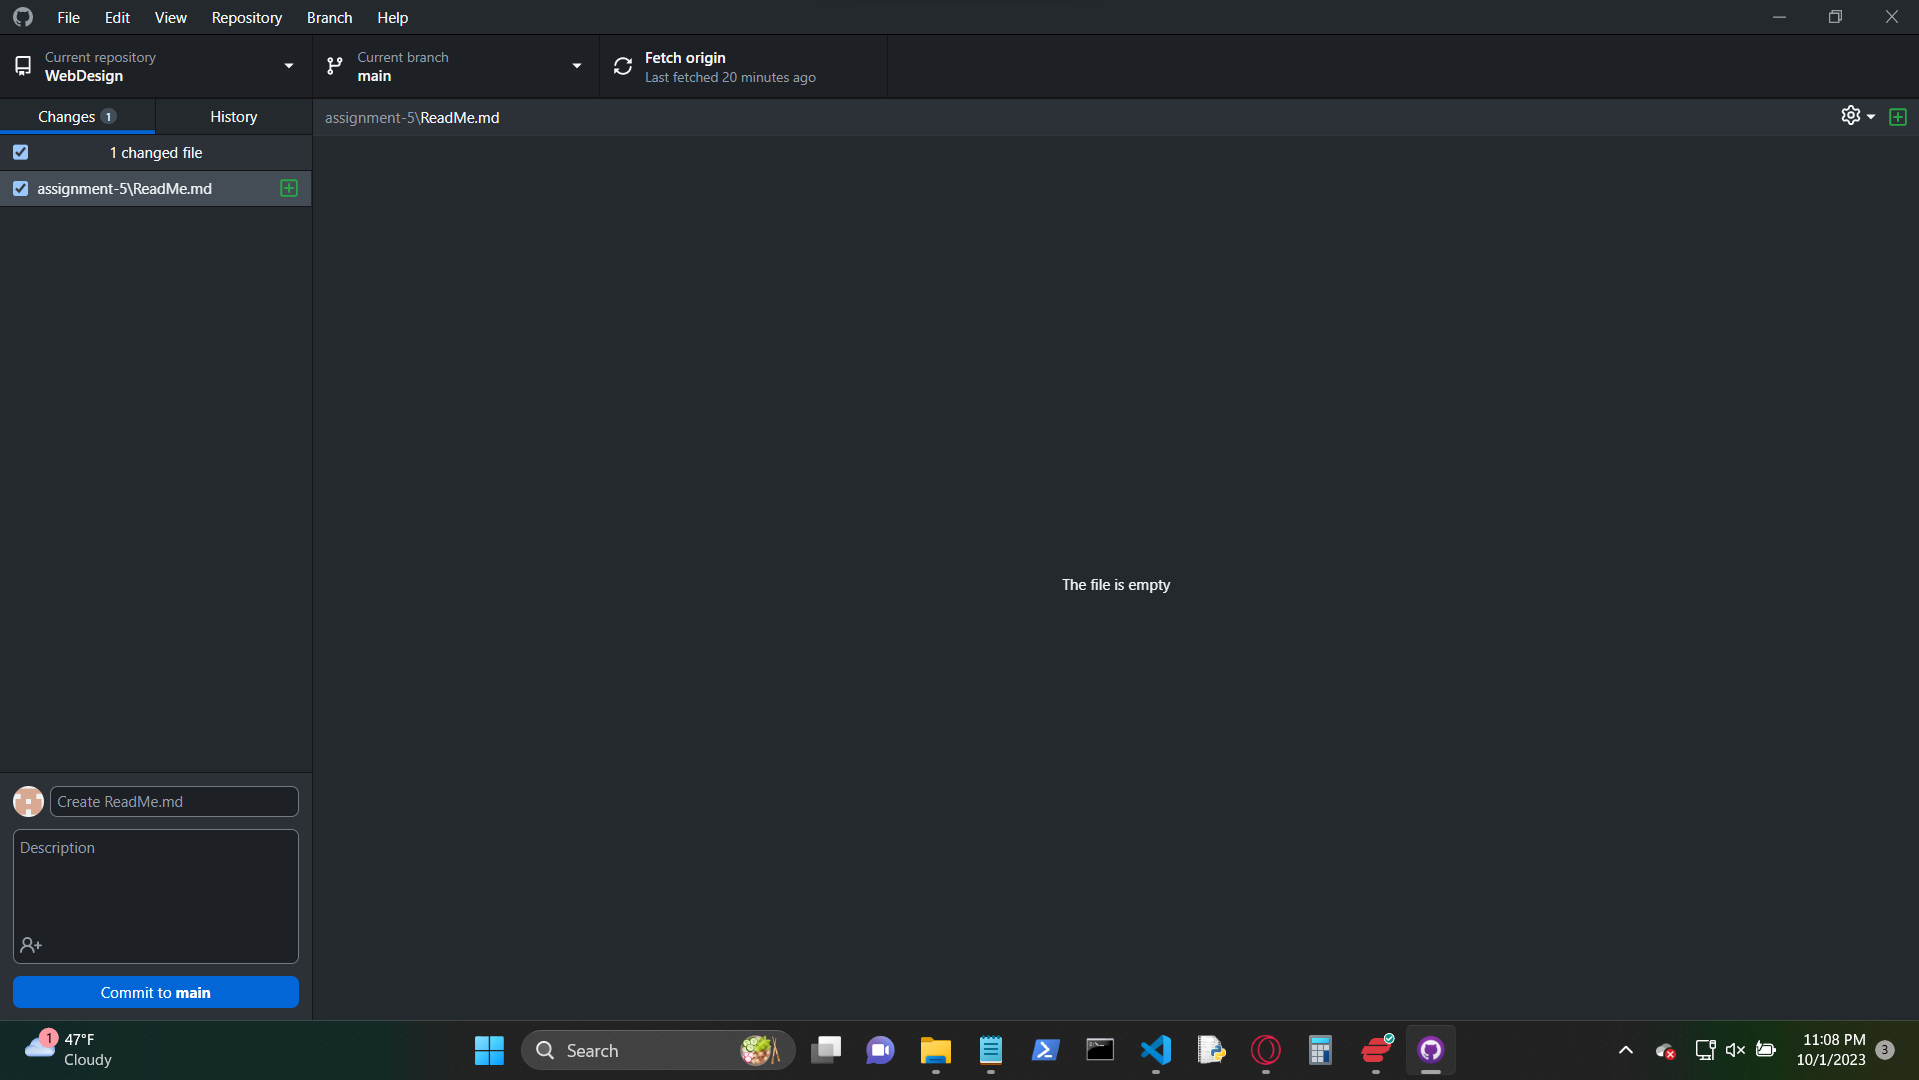 File Edit View Repository Branch Help
Current repository
WebDesign
Current branch
main
Fetch origin
Last fetched 20 minutes ago
Changes 1
History
assignment-5\ReadMe.md
1 changed file
assignment-5\ReadMe.md
The file is empty
Create ReadMe.md
Description
Commit to main
1
47°F
Cloudy
Search
11:08 PM
10/1/2023
3